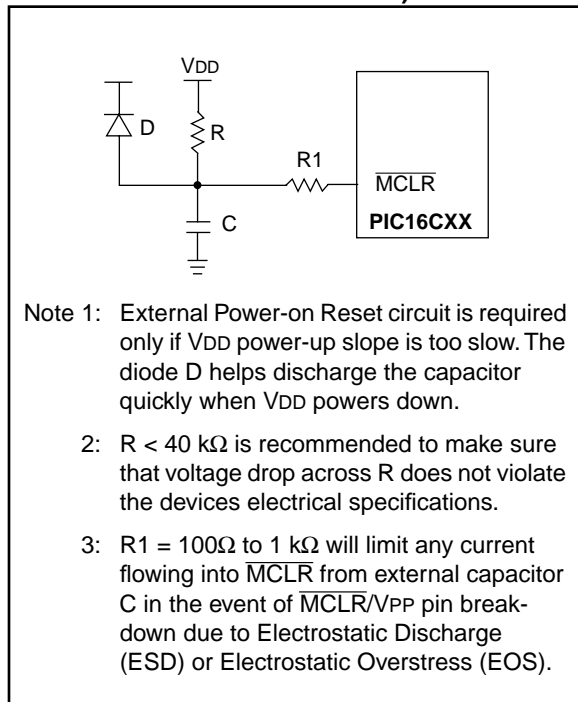 VDD
D
R
R1
MCLR
C
PIC16CXX
Note 1: External Power-on Reset circuit is required
only if VDD power-up slope is too slow. The
diode D helps discharge the capacitor
quickly when VDD powers down.
2: R < 40 kΩ is recommended to make sure
that voltage drop across R does not violate
the devices electrical specifications.
3: R1 = 100Ω to 1 kΩ will limit any current
flowing into MCLR from external capacitor
C in the event of MCLR/VPP pin break-
down due to Electrostatic Discharge
(ESD) or Electrostatic Overstress (EOS).